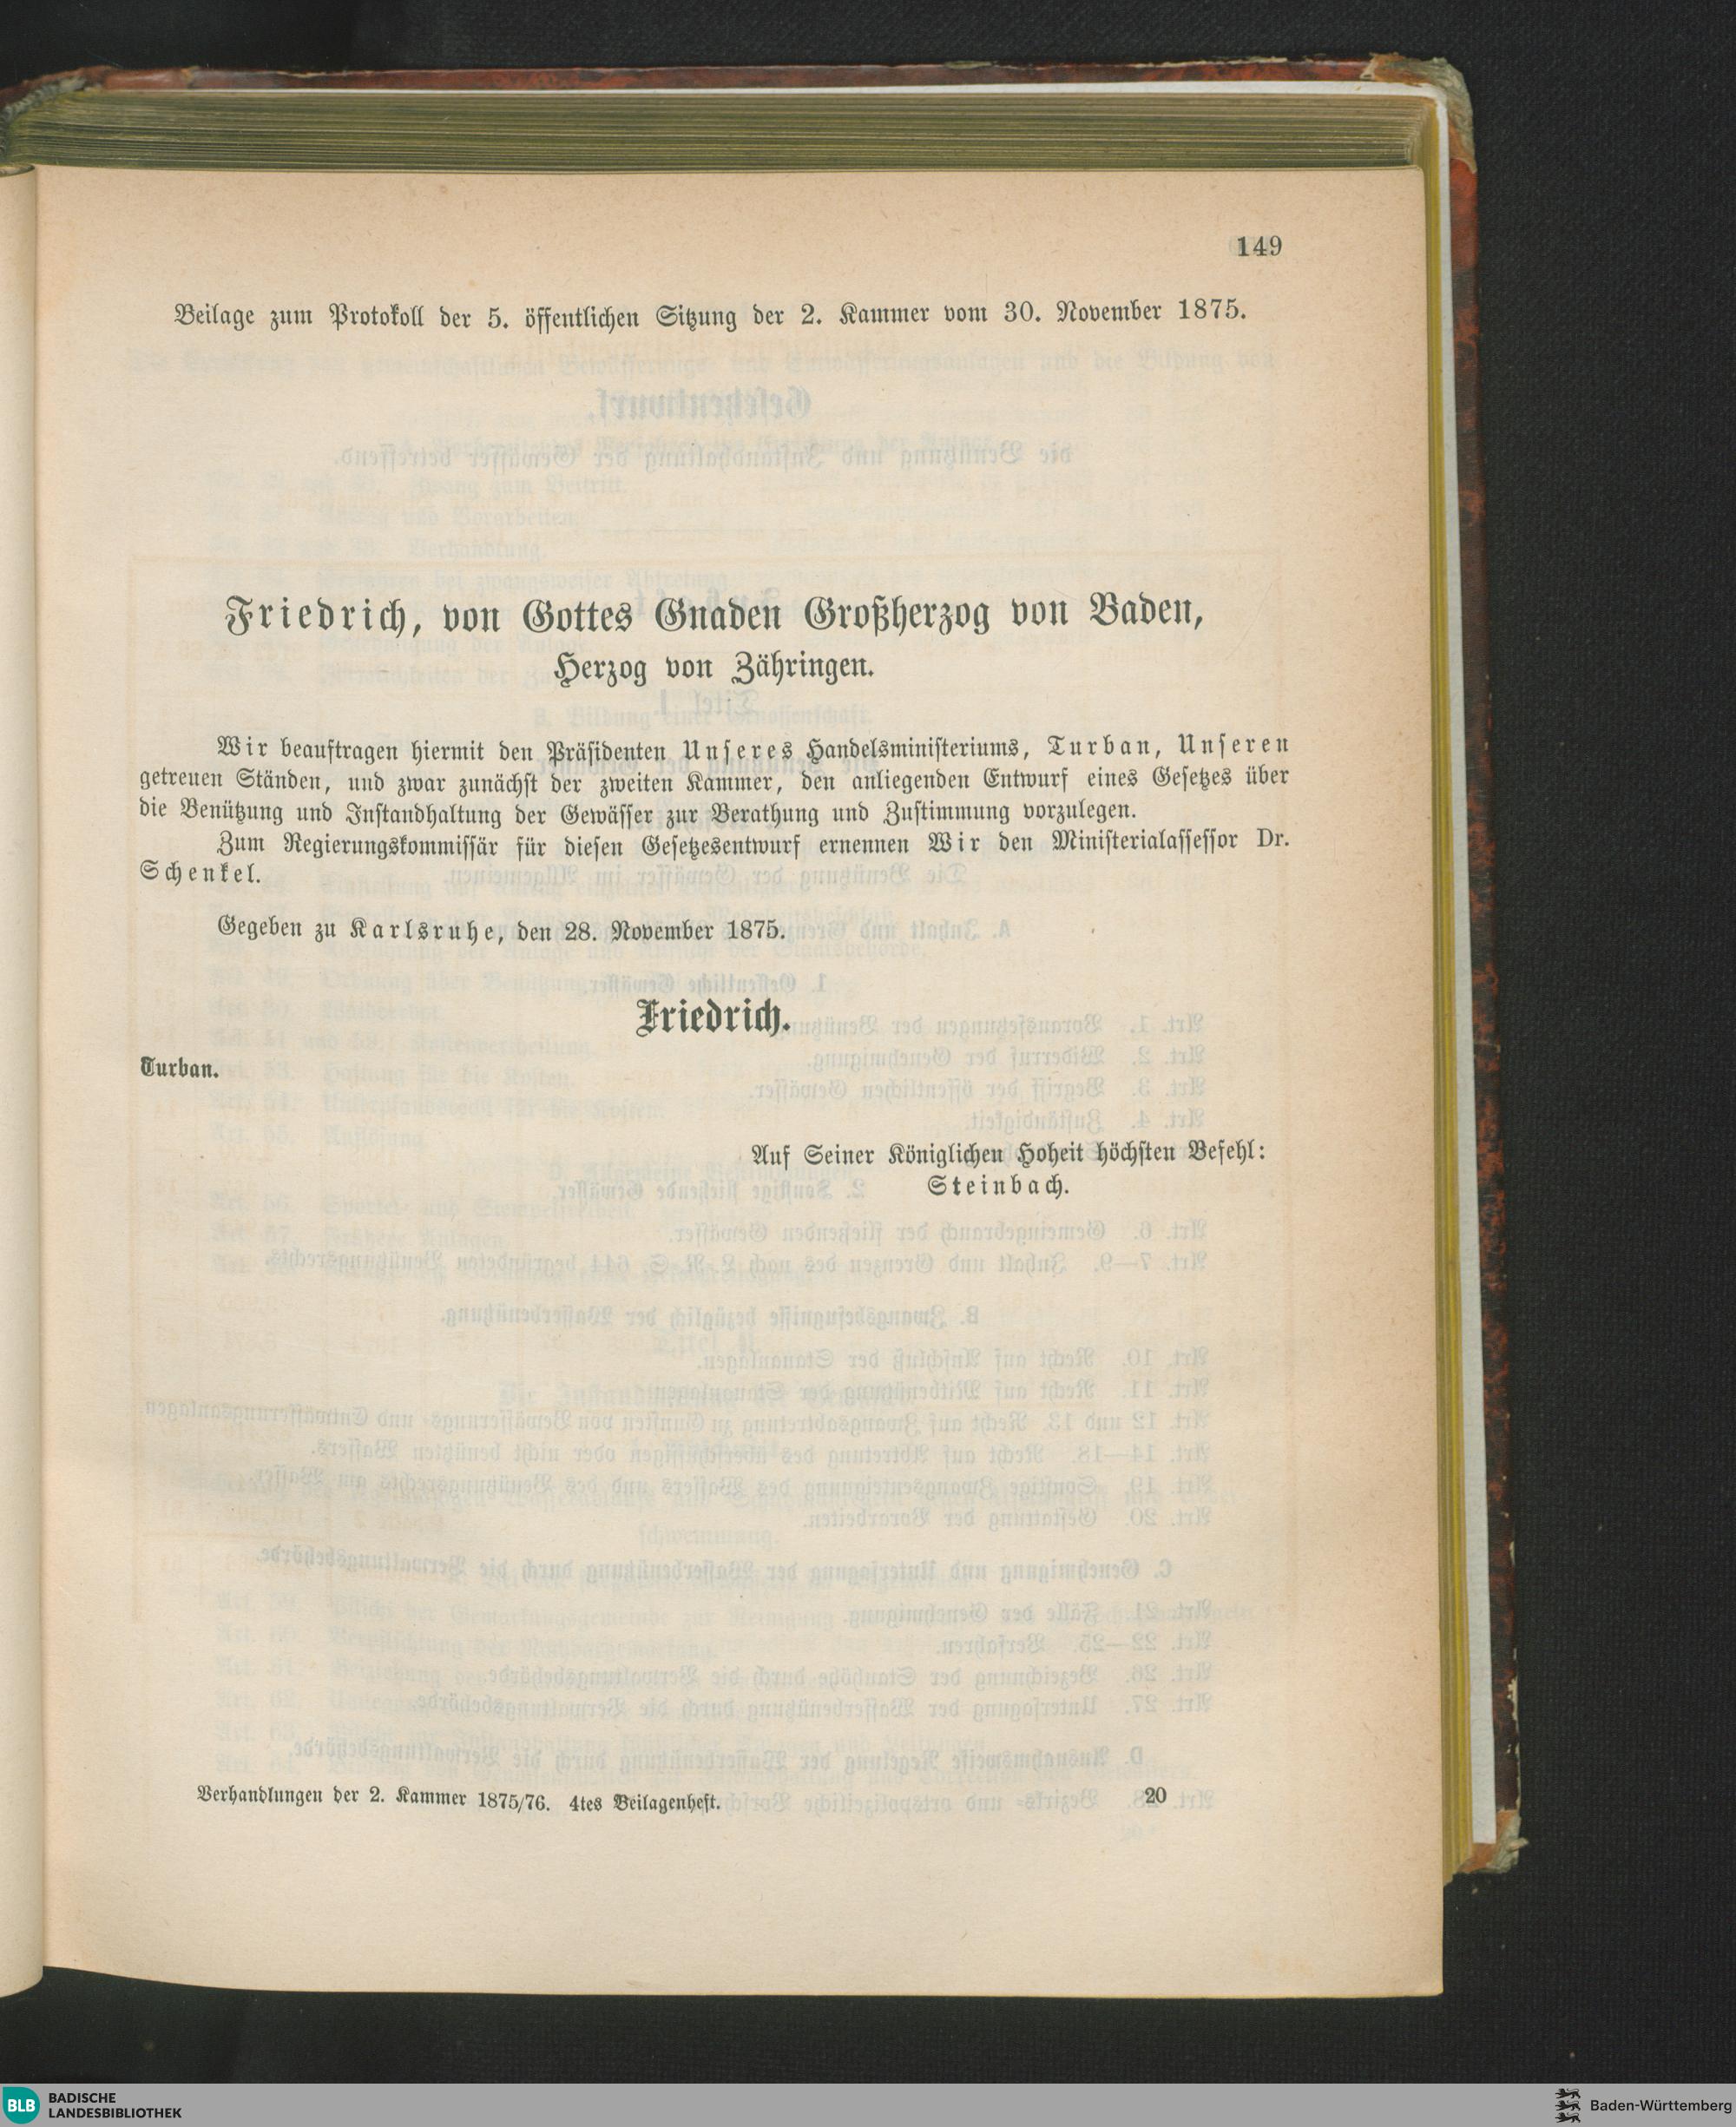 149
Beilage zum Protokoll der 5. öffentlichen Sitzung der 2. Kammer vom 30. November 1875.
Friedrich, von Gottes Gnaden Großherzog von Baden,
Herzog von Zähringen.
Wir beauftragen hiermit den Präsidenten Unseres Handelsministeriums, Turban, Unseren
getreuen Ständen, und zwar zunächst der zweiten Kammer, den anliegenden Entwurf eines Gesetzes über
die Benützung und Instandhaltung der Gewässer zur Berathung und Zustimmung vorzulegen.
Zum Regierungskommissär für diesen Gesetzesentwurf ernennen Wir den Ministerialassessor Dr.
Schenkel.
Gegeben zu Karlsruhe, den 28. November 1875.
Friedrich.
Turban.
Auf Seiner Königlichen Hoheit höchsten Befehl:
Steinbach.
Verhandlungen der 2. Kammer 1875/76. 4tes Beilagenheft. 20
BLB BADISCHE
LANDESBIBLIOTHEK
Baden-Württemberg